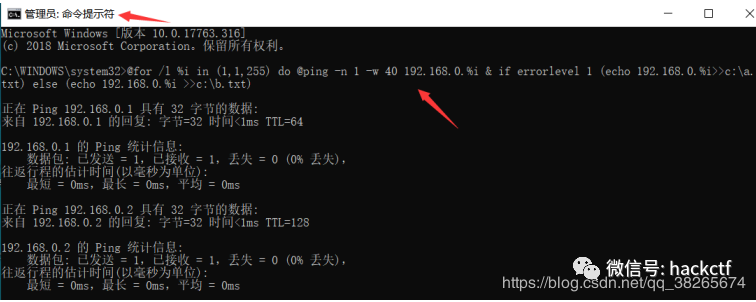 管理员: 命令提示符
Microsoft Windows [版本 10.0.17763.316]
(c) 2018 Microsoft Corporation。保留所有权利。
C:\WINDOWS\system32>@for /l %i in (1,1,255) do @ping -n 1 -w 40 192.168.0.%i & if errorlevel 1 (echo 192.168.0.%i>>c:\a.
txt) else (echo 192.168.0.%i >>c:\b.txt)
正在 Ping 192.168.0.1 具有 32 字节的数据:
来自 192.168.0.1 的回复: 字节=32 时间<1ms TTL=64
192.168.0.1 的 Ping 统计信息:
数据包: 已发送 = 1，已接收 = 1，丢失 = 0 (0% 丢失)，
往返行程的估计时间(以毫秒为单位):
最短 = 0ms，最长 = 0ms，平均 = 0ms
正在 Ping 192.168.0.2 具有 32 字节的数据:
来自 192.168.0.2 的回复: 字节=32 时间<1ms TTL=128
192.168.0.2 的 Ping 统计信息:
数据包: 已发送 = 1，已接收 = 1，丢失 = 0 (0% 丢失)，
往返行程的估计时间(以毫秒为单位):
最短 = 0ms，最长 = 0ms，平均 = 0ms
微信号: hackctf
https://blog.csdn.net/qq_38265674